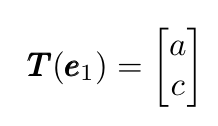 T(e₁) = [a
c]